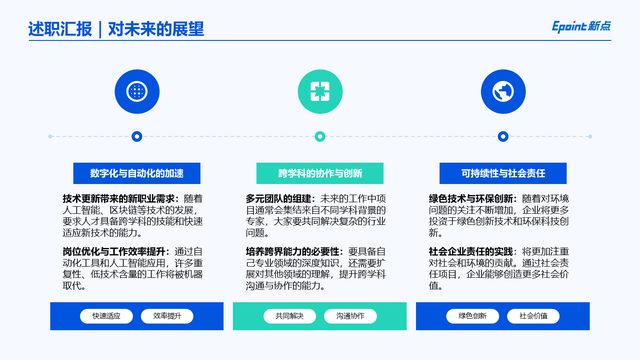 述职汇报｜对未来的展望
Epoint新点
数字化与自动化的加速
技术更新带来的新职业需求：随着
人工智能、区块链等技术的发展，
要求人才具备跨学科的技能和快速
适应新技术的能力。
岗位优化与工作效率提升：通过自
动化工具和人工智能应用，许多重
复性、低技术含量的工作将被机器
取代。
快速适应
效率提升
跨学科的协作与创新
多元团队的组建：未来的工作中项
目通常会集结来自不同学科背景的
专家，大家要共同解决复杂的行业
问题。
培养跨界能力的必要性：要具备自
己专业领域的深度知识，还需要扩
展对其他领域的理解，提升跨学科
沟通与协作的能力。
共同解决
沟通协作
可持续性与社会责任
绿色技术与环保创新：随着对环境
问题的关注不断增加，企业将更多
投资于绿色创新技术和环保科技创
新。
社会企业责任的实践：将更加注重
对社会和环境的贡献。通过社会责
任项目，企业能够创造更多社会价
值。
绿色创新
社会价值